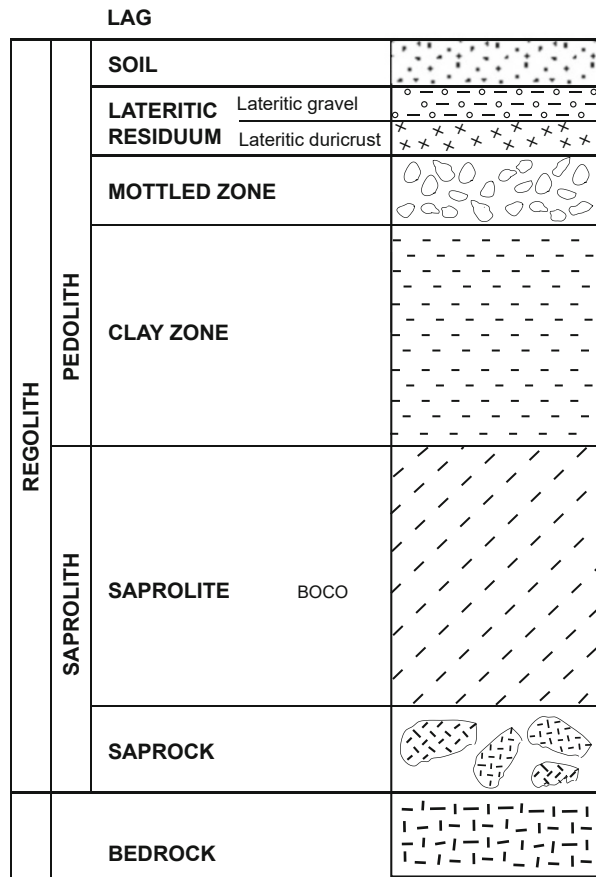 LAG
REGOLITH
PEDOLITH
SOIL
LATERITIC RESIDUUM
Lateritic gravel
Lateritic duricrust
MOTTLED ZONE
CLAY ZONE
SAPROLITH
SAPROLITE
BOCO
SAPROCK
BEDROCK